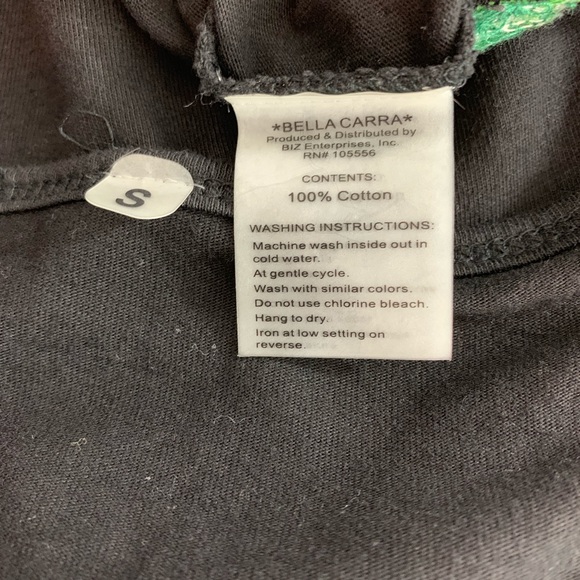 *BELLA CARRA*
Produced & Distributed by
BIZ Enterprises, Inc.
RN# 105556
CONTENTS:
100% Cotton
WASHING INSTRUCTIONS:
Machine wash inside out in
cold water.
At gentle cycle.
Wash with similar colors.
Do not use chlorine bleach.
Hang to dry.
Iron at low setting on
reverse.
S